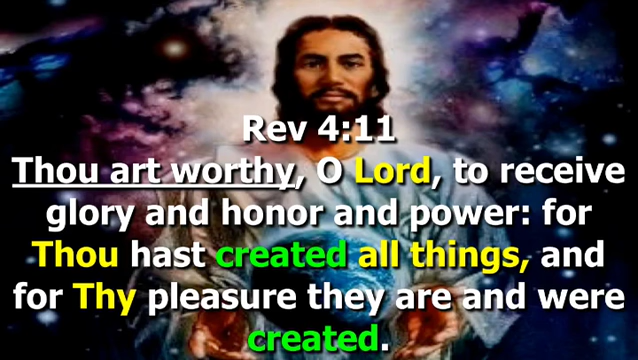 Rev 4:11
Thou art worthy, O Lord, to receive
glory and honor and power: for
Thou hast created all things, and
for Thy pleasure they are and were
created.